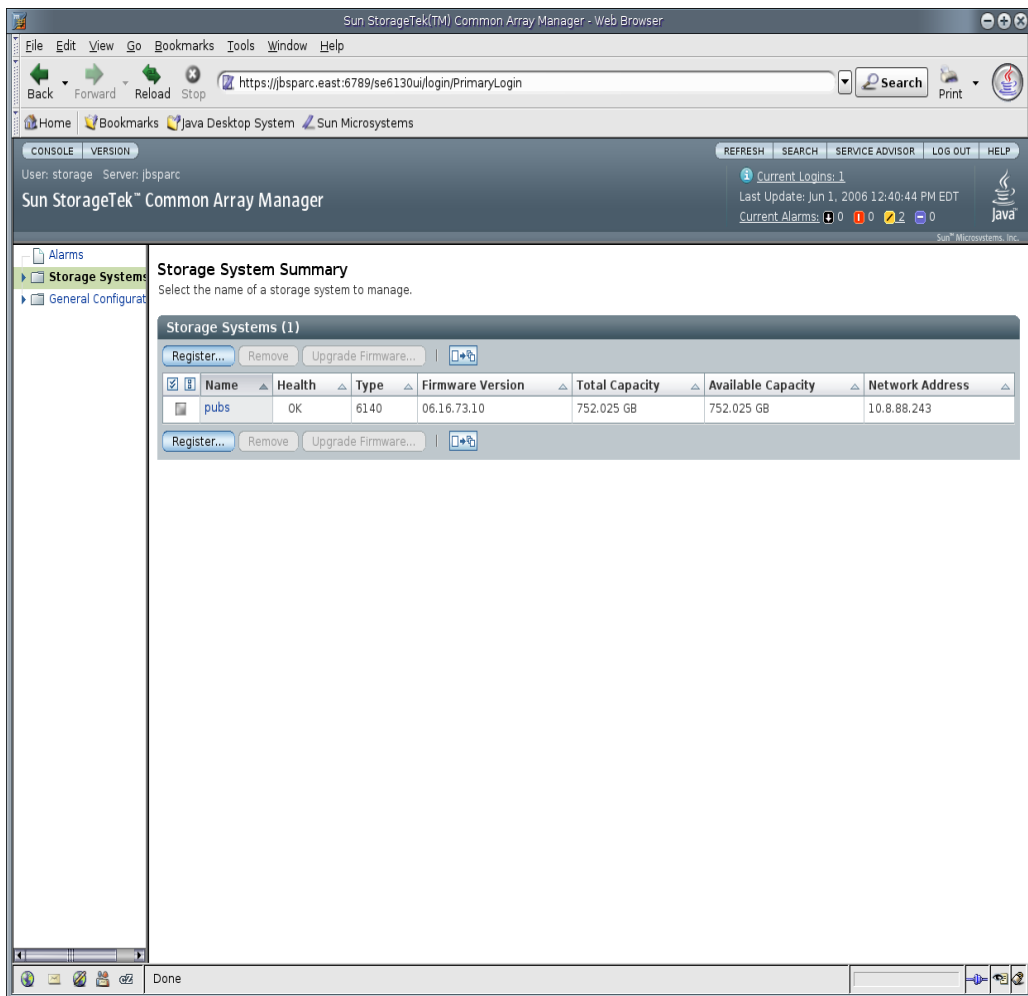 Sun StorageTek(TM) Common Array Manager - Web Browser
File Edit View Go Bookmarks Tools Window Help
Back Forward Reload Stop https://jbsparc.east:6789/se6130ui/login/PrimaryLogin Search Print
Home Bookmarks Java Desktop System Sun Microsystems
CONSOLE VERSION REFRESH SEARCH SERVICE ADVISOR LOG OUT HELP
User: storage Server: jbsparc
Current Logins: 1
Sun StorageTek™ Common Array Manager
Last Update: Jun 1, 2006 12:40:44 PM EDT
Current Alarms: 0 0 2 0
Java™
Sun™ Microsystems, Inc.
Alarms
Storage Systems
General Configurat
Storage System Summary
Select the name of a storage system to manage.
Storage Systems (1)
Register... Remove Upgrade Firmware...
Name Health Type Firmware Version Total Capacity Available Capacity Network Address
pubs OK 6140 06.16.73.10 752.025 GB 752.025 GB 10.8.88.243
Register... Remove Upgrade Firmware...
Done